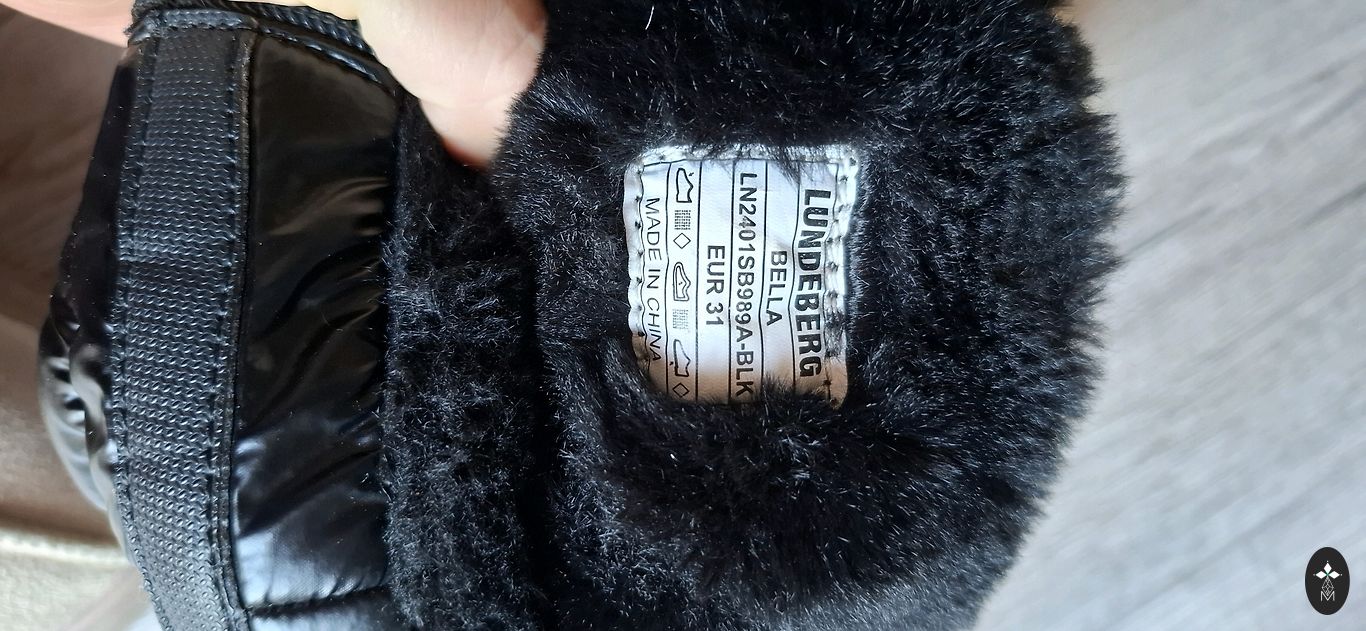 LUNDEBERG
BELLA
LN2401SB989A-BLK
EUR 31
MADE IN CHINA
M